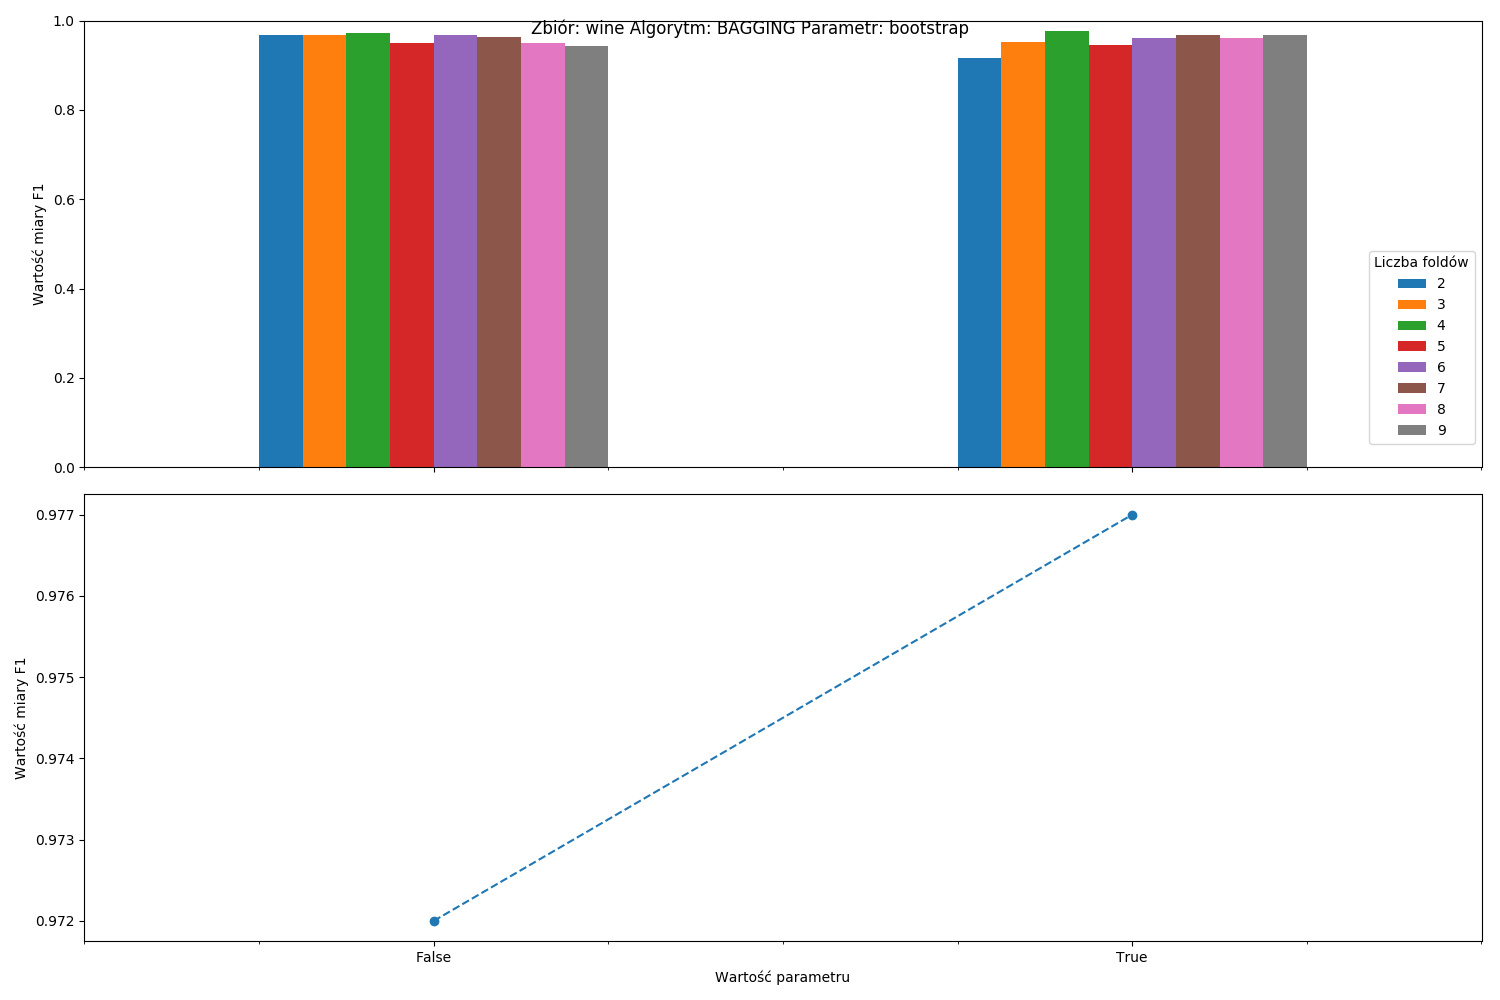 Zbiór: wine Algorytm: BAGGING Parametr: bootstrap
1.0
0.8
0.6
0.4
0.2
0.0
Wartość miary F1
Liczba foldów
2
3
4
5
6
7
8
9
0.977
0.976
0.975
0.974
0.973
0.972
Wartość miary F1
False
True
Wartość parametru